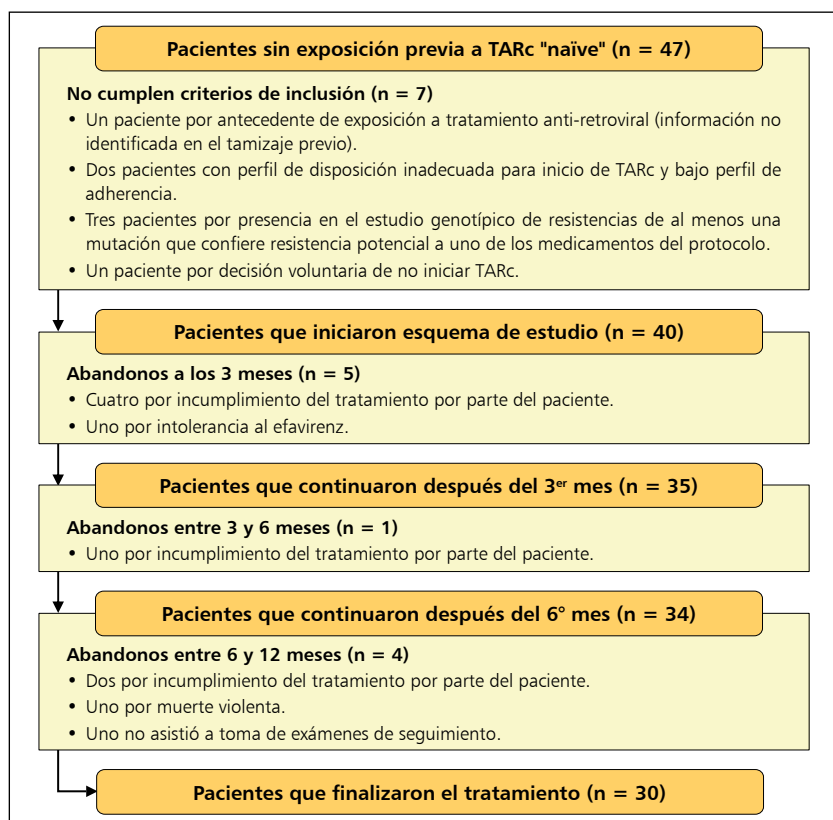 Pacientes sin exposición previa a TARc "naïve" (n = 47)
No cumplen criterios de inclusión (n = 7)
• Un paciente por antecedente de exposición a tratamiento anti-retroviral (información no
identificada en el tamizaje previo).
• Dos pacientes con perfil de disposición inadecuada para inicio de TARc y bajo perfil de
adherencia.
• Tres pacientes por presencia en el estudio genotípico de resistencias de al menos una
mutación que confiere resistencia potencial a uno de los medicamentos del protocolo.
• Un paciente por decisión voluntaria de no iniciar TARc.
Pacientes que iniciaron esquema de estudio (n = 40)
Abandonos a los 3 meses (n = 5)
• Cuatro por incumplimiento del tratamiento por parte del paciente.
• Uno por intolerancia al efavirenz.
Pacientes que continuaron después del 3er mes (n = 35)
Abandonos entre 3 y 6 meses (n = 1)
• Uno por incumplimiento del tratamiento por parte del paciente.
Pacientes que continuaron después del 6° mes (n = 34)
Abandonos entre 6 y 12 meses (n = 4)
• Dos por incumplimiento del tratamiento por parte del paciente.
• Uno por muerte violenta.
• Uno no asistió a toma de exámenes de seguimiento.
Pacientes que finalizaron el tratamiento (n = 30)